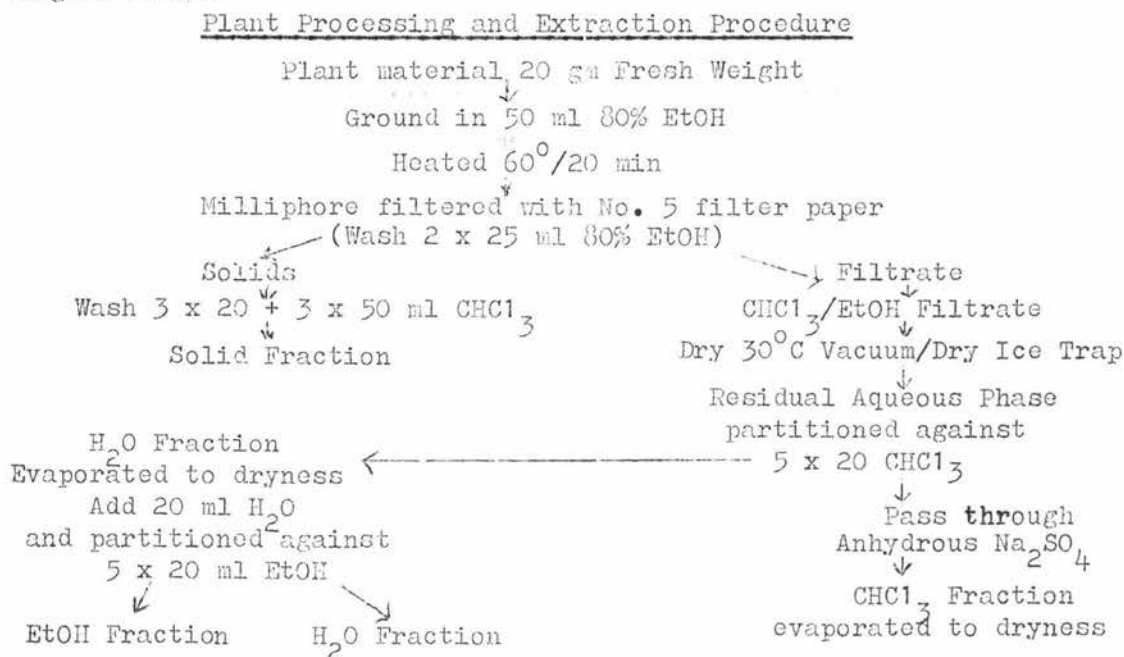 Plant Processing and Extraction Procedure
Plant material, 20 gm Fresh Weight
Ground in 50 ml 80% EtOH
Heated 60°/20 min
Milliphore filtered with No. 5 filter paper
(Wash 2 x 25 ml 80% EtOH)
Solids
Wash 3 x 20 + 3 x 50 ml CHCl₃
Solid Fraction
Filtrate
CHCl₃/EtOH Filtrate
Dry 30°C Vacuum/Dry Ice Trap
Residual Aqueous Phase
partitioned against
5 x 20 CHCl₃
Pass through
Anhydrous Na₂SO₄
CHCl₃ Fraction
evaporated to dryness
H₂O Fraction
Evaporated to dryness
Add 20 ml H₂O
and partitioned against
5 x 20 ml EtOH
EtOH Fraction
H₂O Fraction